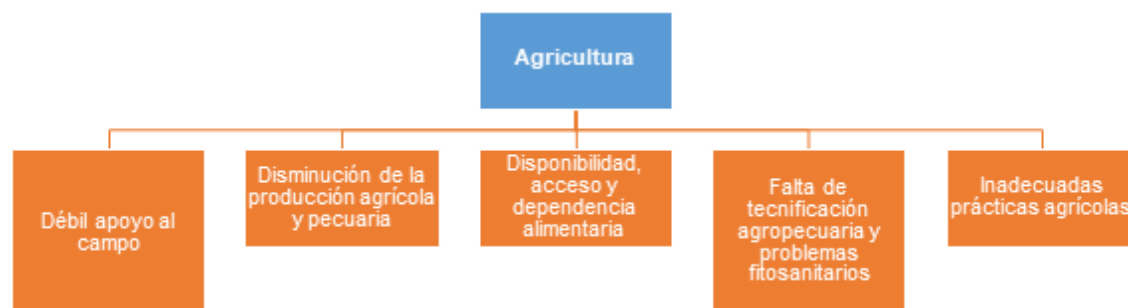 Agricultura
Débil apoyo al
campo
Disminución de la
producción agrícola
y pecuaria
Disponibilidad,
acceso y
dependencia
alimentaria
Falta de
tecnificación
agropecuaria y
problemas
fitosanitarios
Inadecuadas
prácticas agrícolas